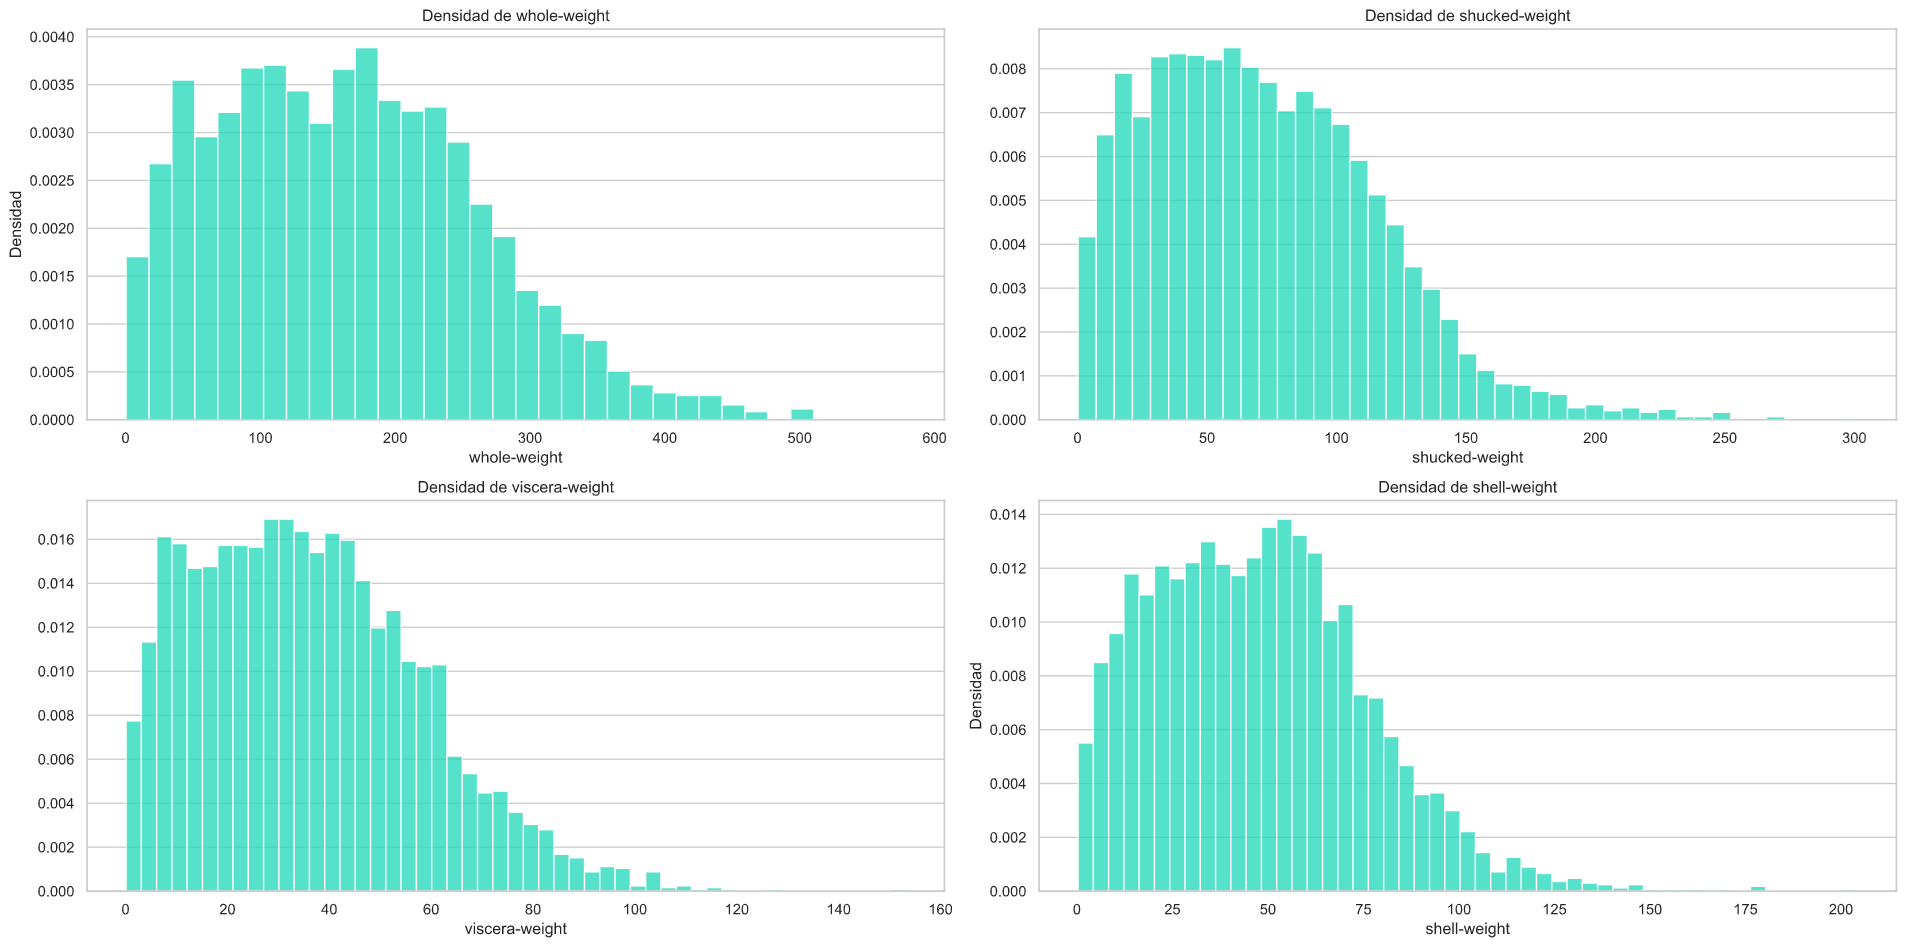 Densidad de whole-weight
0.0040
0.0035
0.0030
0.0025
0.0020
0.0015
0.0010
0.0005
0.0000
Densidad
0 100 200 300 400 500 600
whole-weight
Densidad de shucked-weight
0.008
0.007
0.006
0.005
0.004
0.003
0.002
0.001
0.000
0 50 100 150 200 250 300
shucked-weight
Densidad de viscera-weight
0.016
0.014
0.012
0.010
0.008
0.006
0.004
0.002
0.000
0 20 40 60 80 100 120 140 160
viscera-weight
Densidad de shell-weight
0.014
0.012
0.010
0.008
0.006
0.004
0.002
0.000
Densidad
0 25 50 75 100 125 150 175 200
shell-weight